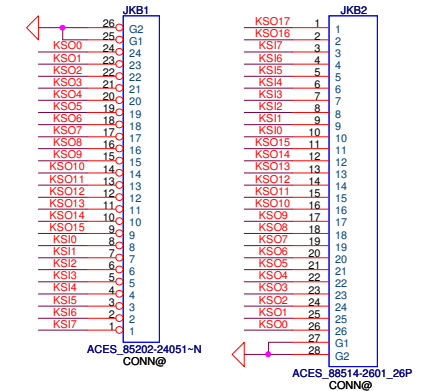 JKB1
26 G2
25 G1
KSO0 24 24
KSO1 23 23
KSO2 22 22
KSO3 21 21
KSO4 20 20
KSO5 19 19
KSO6 18 18
KSO7 17 17
KSO8 16 16
KSO9 15 15
KSO10 14 14
KSO11 13 13
KSO12 12 12
KSO13 11 11
KSO14 10 10
KSO15 9 9
KSI0 8 8
KSI1 7 7
KSI2 6 6
KSI3 5 5
KSI4 4 4
KSI5 3 3
KSI6 2 2
KSI7 1 1
ACES_85202-24051~N
CONN@
JKB2
KSO17 1 1
KSO16 2 2
KSI7 3 3
KSI6 4 4
KSI5 5 5
KSI4 6 6
KSI3 7 7
KSI2 8 8
KSI1 9 9
KSI0 10 10
KSO15 11 11
KSO14 12 12
KSO13 13 13
KSO12 14 14
KSO11 15 15
KSO10 16 16
KSO9 17 17
KSO8 18 18
KSO7 19 19
KSO6 20 20
KSO5 21 21
KSO4 22 22
KSO3 23 23
KSO2 24 24
KSO1 25 25
KSO0 26 26
27 G1
28 G2
ACES_88514-2601_26P
CONN@